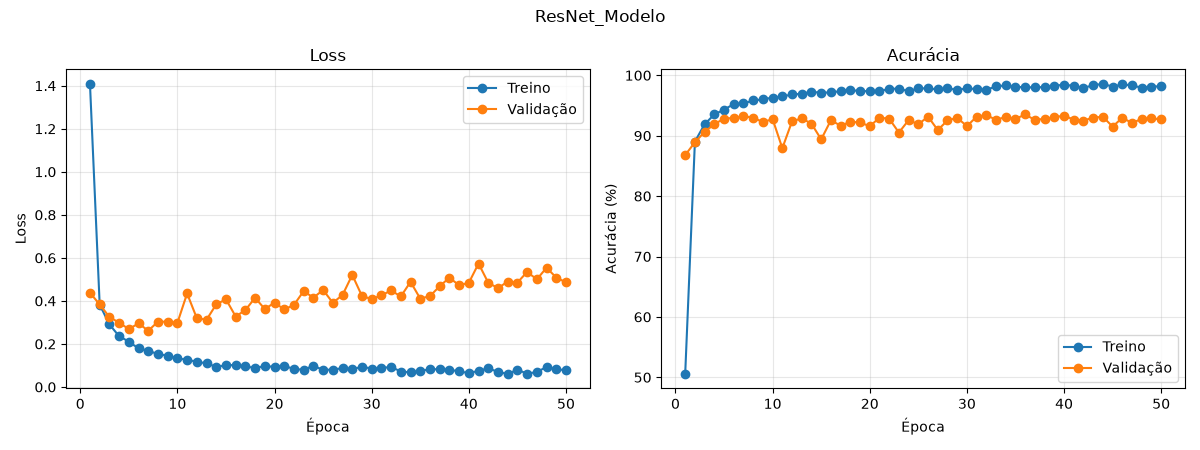 ResNet_Modelo
Loss
Loss
1.4
1.2
1.0
0.8
0.6
0.4
0.2
0.0
0
10
20
30
40
50
Época
Treino
Validação
Acurácia
Acurácia (%)
100
90
80
70
60
50
0
10
20
30
40
50
Época
Treino
Validação